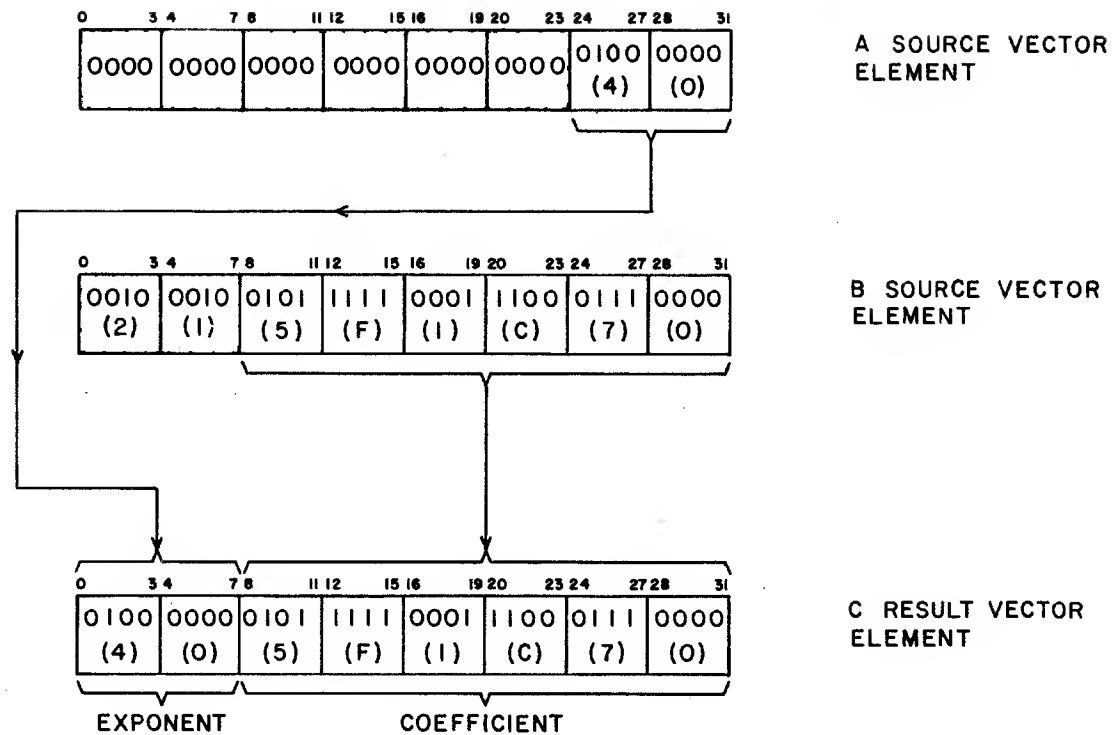 0 3 4 7 8 11 12 15 16 19 20 23 24 27 28 31
0000 0000 0000 0000 0000 0000 0100 0000
(4) (0)
A SOURCE VECTOR
ELEMENT
0 3 4 7 8 11 12 15 16 19 20 23 24 27 28 31
0010 0010 0101 1111 0001 1100 0111 0000
(2) (1) (5) (F) (1) (C) (7) (0)
B SOURCE VECTOR
ELEMENT
0 3 4 7 8 11 12 15 16 19 20 23 24 27 28 31
0100 0000 0101 1111 0001 1100 0111 0000
(4) (0) (5) (F) (1) (C) (7) (0)
C RESULT VECTOR
ELEMENT
EXPONENT COEFFICIENT